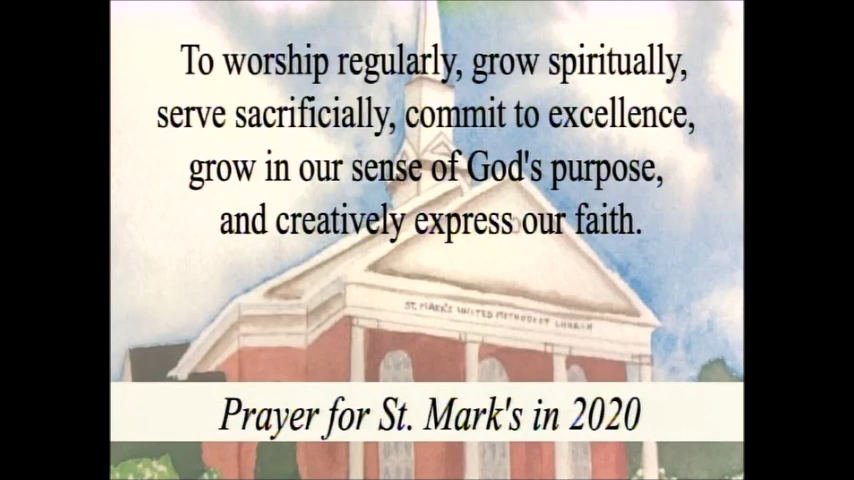 To worship regularly, grow spiritually,
serve sacrificially, commit to excellence,
grow in our sense of God's purpose,
and creatively express our faith.
ST. MARK'S UNITED METHODIST CHURCH
Prayer for St. Mark's in 2020